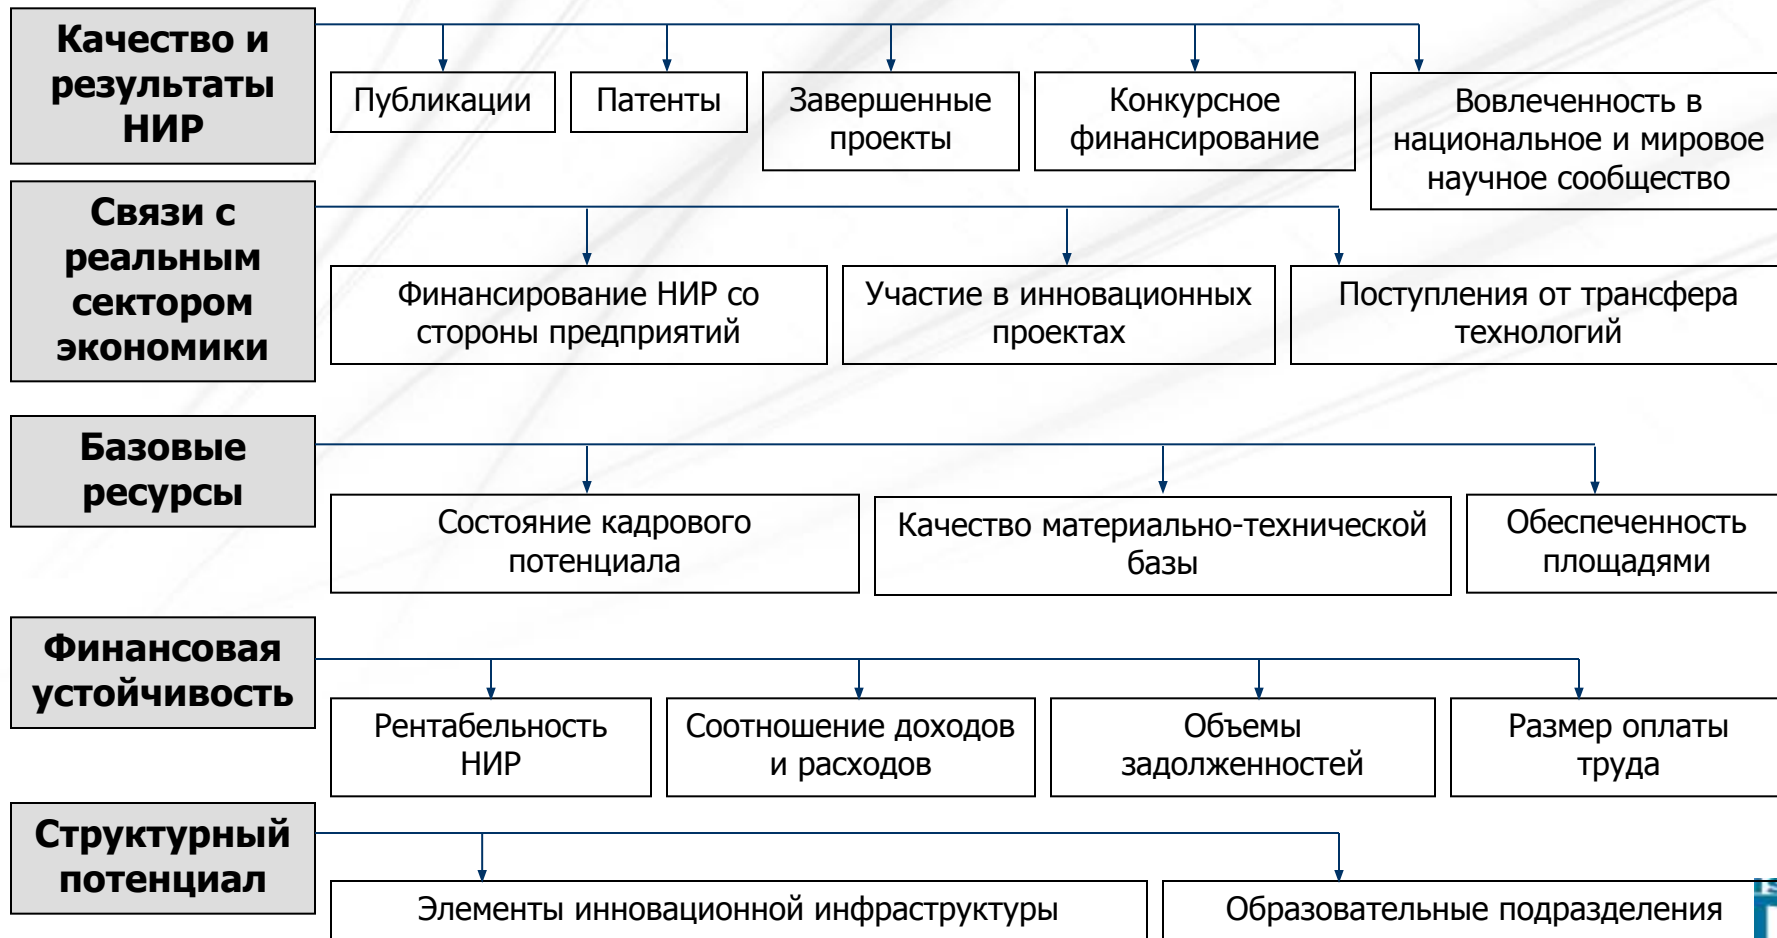 Качество и
результаты
НИР
Публикации
Патенты
Завершенные
проекты
Конкурсное
финансирование
Вовлеченность в
национальное и мировое
научное сообщество
Связи с
реальным
сектором
экономики
Финансирование НИР со
стороны предприятий
Участие в инновационных
проектах
Поступления от трансфера
технологий
Базовые
ресурсы
Состояние кадрового
потенциала
Качество материально-технической
базы
Обеспеченность
площадями
Финансовая
устойчивость
Рентабельность
НИР
Соотношение доходов
и расходов
Объемы
задолженностей
Размер оплаты
труда
Структурный
потенциал
Элементы инновационной инфраструктуры
Образовательные подразделения